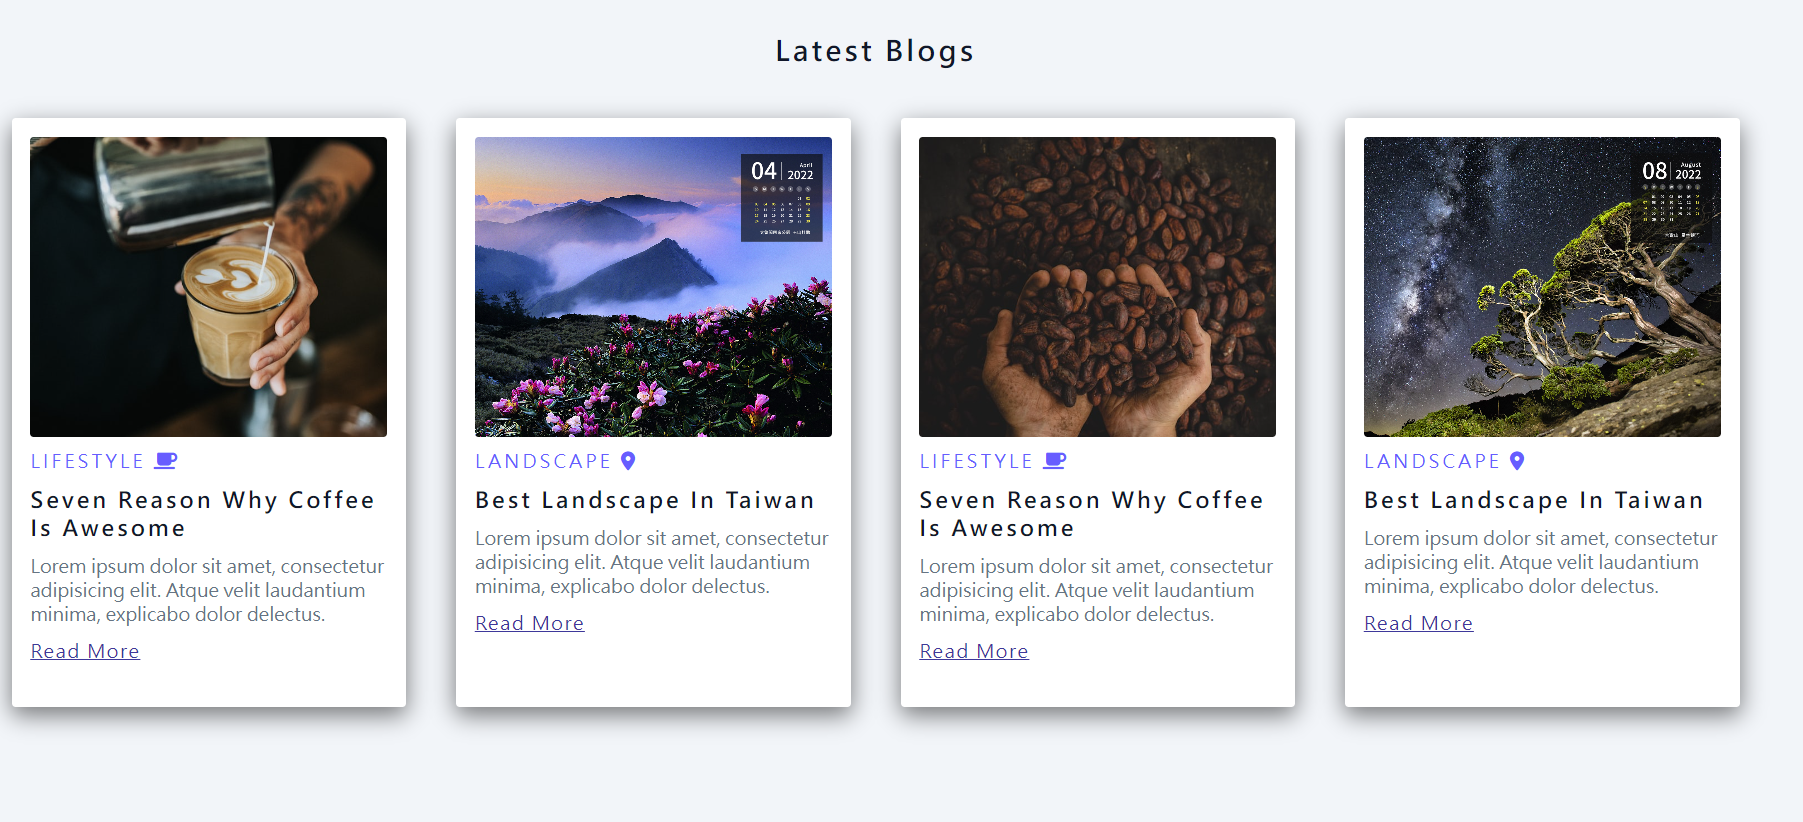 Latest Blogs
04
April
2022
08
August
2022
LIFESTYLE
Seven Reason Why Coffee
Is Awesome
Lorem ipsum dolor sit amet, consectetur
adipisicing elit. Atque velit laudantium
minima, explicabo dolor delectus.
Read More
LANDSCAPE
Best Landscape In Taiwan
Lorem ipsum dolor sit amet, consectetur
adipisicing elit. Atque velit laudantium
minima, explicabo dolor delectus.
Read More
LIFESTYLE
Seven Reason Why Coffee
Is Awesome
Lorem ipsum dolor sit amet, consectetur
adipisicing elit. Atque velit laudantium
minima, explicabo dolor delectus.
Read More
LANDSCAPE
Best Landscape In Taiwan
Lorem ipsum dolor sit amet, consectetur
adipisicing elit. Atque velit laudantium
minima, explicabo dolor delectus.
Read More